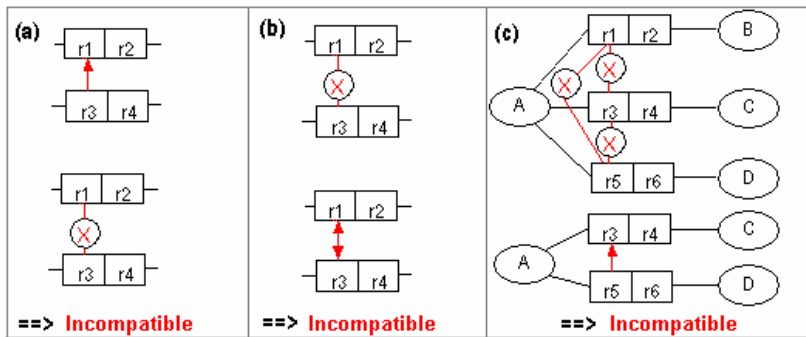 (a)
r1 r2
r3 r4
r1 r2
X
r3 r4
==> Incompatible
(b)
r1 r2
X
r3 r4
r1 r2
r3 r4
==> Incompatible
(c)
r1 r2 B
X X
A r3 r4 C
X
r5 r6 D
r3 r4 C
A
r5 r6 D
==> Incompatible